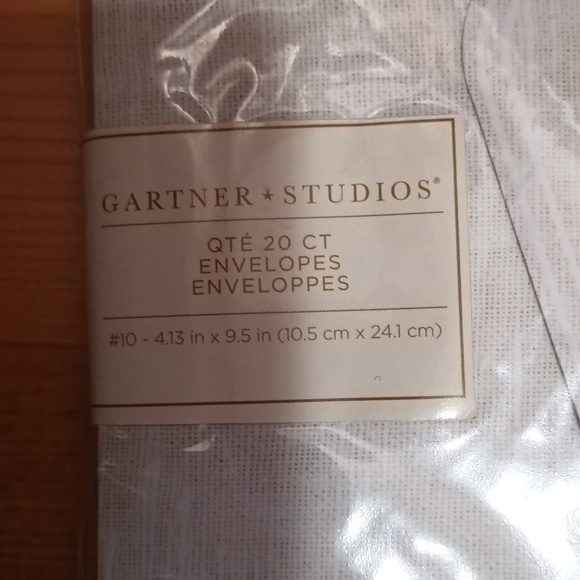 GARTNER ★ STUDIOS®
QTÉ 20 CT
ENVELOPES
ENVELOPPES
#10 - 4.13 in x 9.5 in (10.5 cm x 24.1 cm)